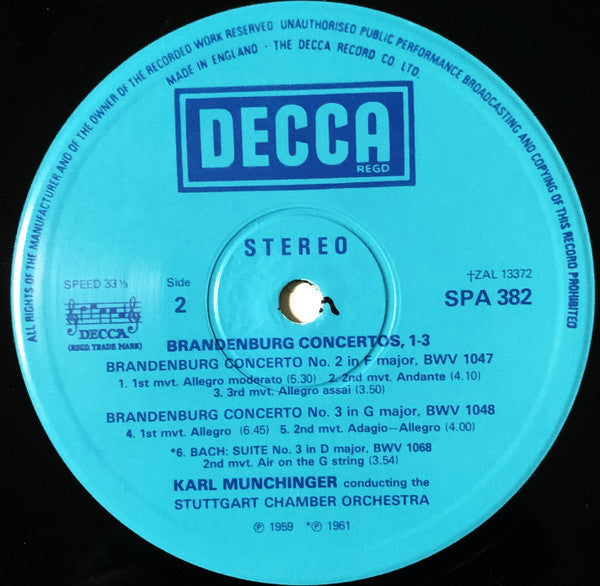 ALL RIGHTS OF THE MANUFACTURER AND OF THE OWNER OF THE RECORDED WORK RESERVED UNAUTHORISED PUBLIC PERFORMANCE BROADCASTING AND COPYING OF THIS RECORD PROHIBITED
MADE IN ENGLAND · THE DECCA RECORD CO. LTD.
DECCA
REGD
STEREO
SPEED 33⅓
Side
2
†ZAL 13372
SPA 382
DECCA
(REGD. TRADE MARK)
BRANDENBURG CONCERTOS, 1-3
BRANDENBURG CONCERTO No. 2 in F major, BWV 1047
1. 1st mvt. Allegro moderato (5.30) 2. 2nd mvt. Andante (4.10)
3. 3rd mvt. Allegro assai (3.50)
BRANDENBURG CONCERTO No. 3 in G major, BWV 1048
4. 1st mvt. Allegro (6.45) 5. 2nd mvt. Adagio—Allegro (4.00)
*6. BACH: SUITE No. 3 in D major, BWV 1068
2nd mvt. Air on the G string (3.54)
KARL MUNCHINGER conducting the
STUTTGART CHAMBER ORCHESTRA
℗ 1959 *℗ 1961